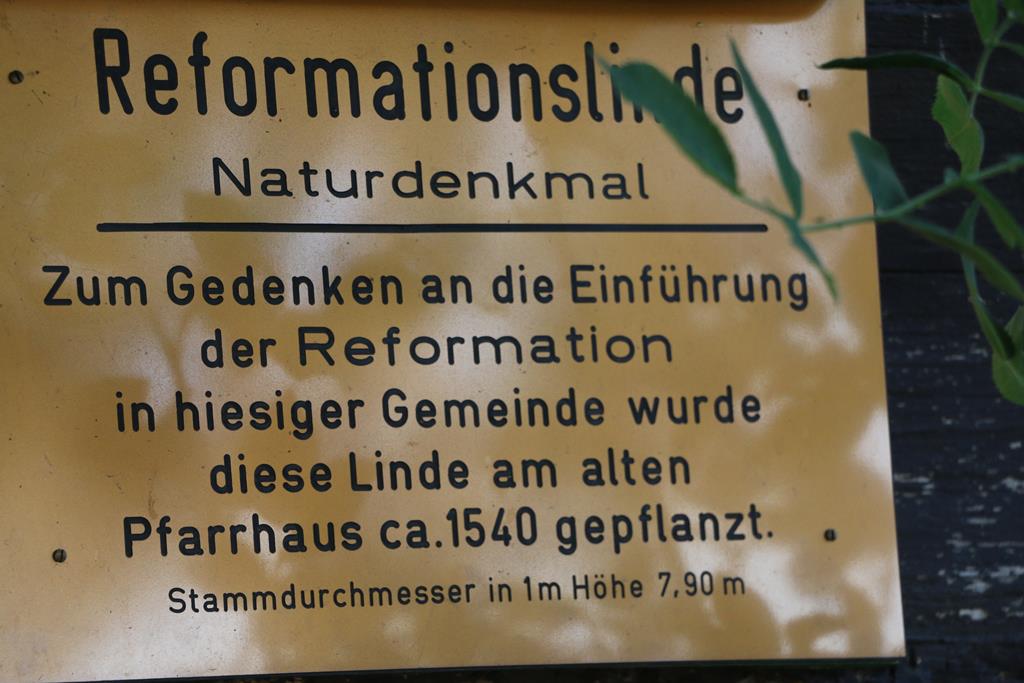 Reformationslinde
Naturdenkmal
Zum Gedenken an die Einführung
der Reformation
in hiesiger Gemeinde wurde
diese Linde am alten
Pfarrhaus ca.1540 gepflanzt.
Stammdurchmesser in 1m Höhe 7,90 m